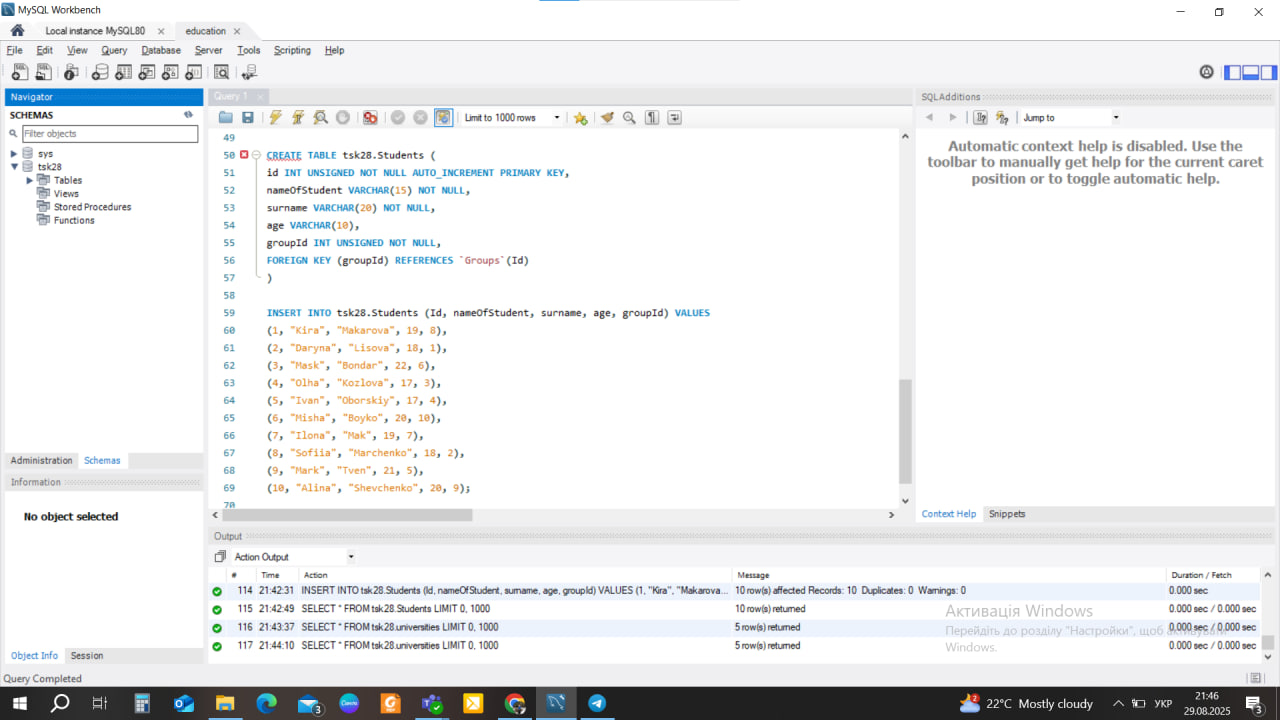 MySQL Workbench
Local instance MySQL80
education
File Edit View Query Database Server Tools Scripting Help
Navigator
SCHEMAS
Filter objects
sys
tsk28
Tables
Views
Stored Procedures
Functions
Administration Schemas
Information
No object selected
Object Info Session
Query 1
Limit to 1000 rows
49
50 CREATE TABLE tsk28.Students (
51 id INT UNSIGNED NOT NULL AUTO_INCREMENT PRIMARY KEY,
52 nameOfStudent VARCHAR(15) NOT NULL,
53 surname VARCHAR(20) NOT NULL,
54 age VARCHAR(10),
55 groupId INT UNSIGNED NOT NULL,
56 FOREIGN KEY (groupId) REFERENCES `Groups`(Id)
57 )
58
59 INSERT INTO tsk28.Students (Id, nameOfStudent, surname, age, groupId) VALUES
60 (1, "Kira", "Makarova", 19, 8),
61 (2, "Daryna", "Lisova", 18, 1),
62 (3, "Mask", "Bondar", 22, 6),
63 (4, "Olha", "Kozlova", 17, 3),
64 (5, "Ivan", "Oborskiy", 17, 4),
65 (6, "Misha", "Boyko", 20, 10),
66 (7, "Ilona", "Mak", 19, 7),
67 (8, "Sofiia", "Marchenko", 18, 2),
68 (9, "Mark", "Tven", 21, 5),
69 (10, "Alina", "Shevchenko", 20, 9);
70
SQLAdditions
Jump to
Automatic context help is disabled. Use the
toolbar to manually get help for the current caret
position or to toggle automatic help.
Context Help Snippets
Output
Action Output
# Time Action Message Duration / Fetch
114 21:42:31 INSERT INTO tsk28.Students (Id, nameOfStudent, surname, age, groupId) VALUES (1, "Kira", "Makarova... 10 row(s) affected Records: 10 Duplicates: 0 Warnings: 0 0.000 sec
115 21:42:49 SELECT * FROM tsk28.Students LIMIT 0, 1000 10 row(s) returned 0.000 sec / 0.000 sec
116 21:43:37 SELECT * FROM tsk28.universities LIMIT 0, 1000 5 row(s) returned 0.000 sec / 0.000 sec
117 21:44:10 SELECT * FROM tsk28.universities LIMIT 0, 1000 5 row(s) returned 0.000 sec / 0.000 sec
Активація Windows
Перейдіть до розділу "Настройки", щоб активувати
Windows.
Query Completed
3
Canva
2
22°C Mostly cloudy
УКР
21:46
29.08.2025
3